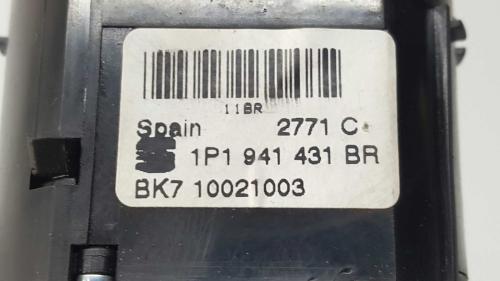 11BR
Spain 2771 C
1P1 941 431 BR
BK7 10021003